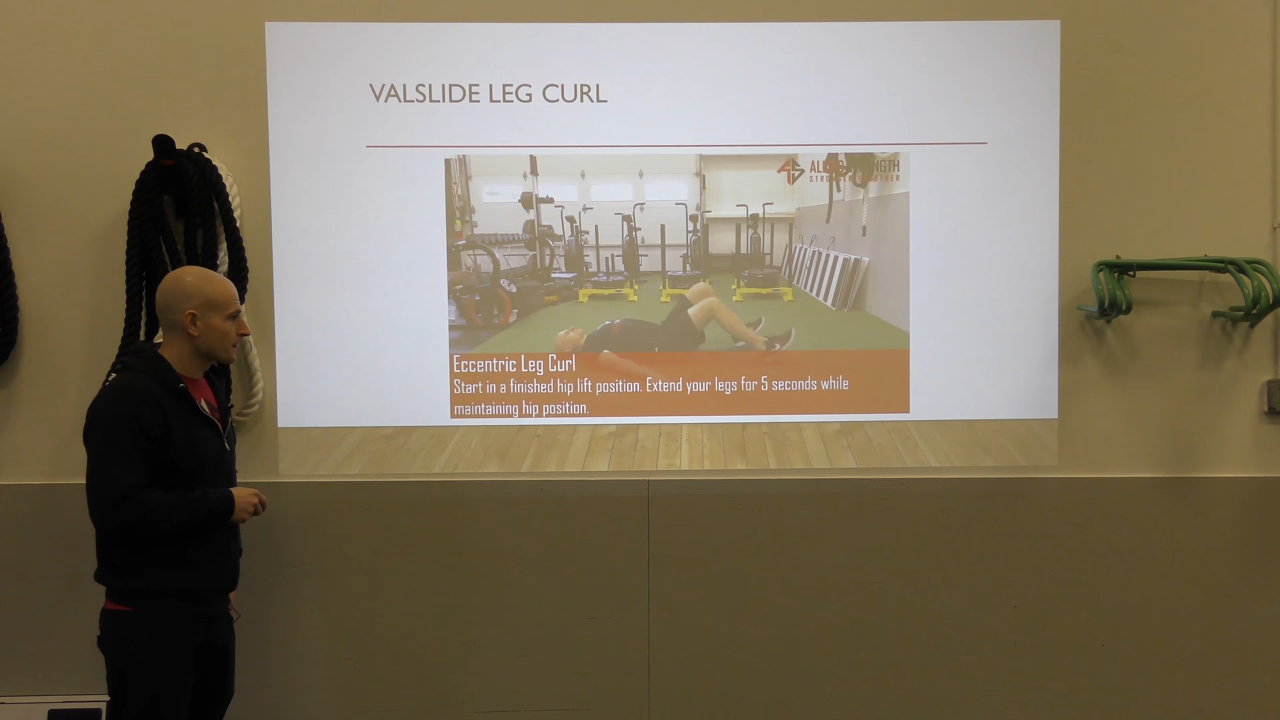 VALSLIDE LEG CURL
Eccentric Leg Curl
Start in a finished hip lift position. Extend your legs for 5 seconds while
maintaining hip position.